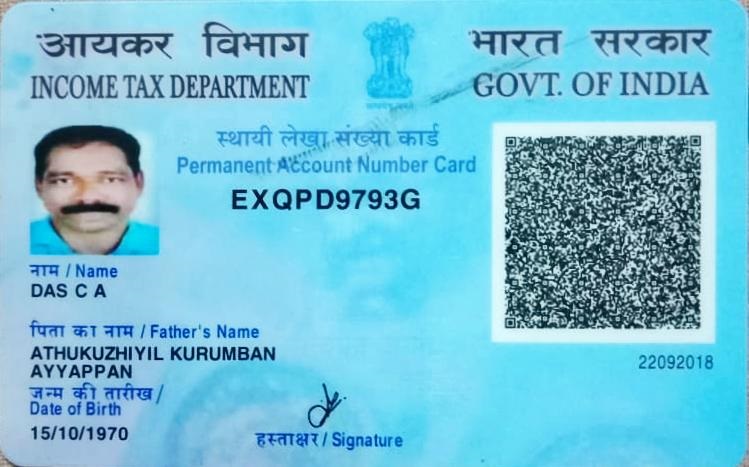 आयकर विभाग
INCOME TAX DEPARTMENT
भारत सरकार
GOVT. OF INDIA
स्थायी लेखा संख्या कार्ड
Permanent Account Number Card
EXQPD9793G
नाम / Name
DAS C A
पिता का नाम / Father's Name
ATHUKUZHIYIL KURUMBAN
AYYAPPAN
जन्म की तारीख /
Date of Birth
15/10/1970
हस्ताक्षर / Signature
22092018